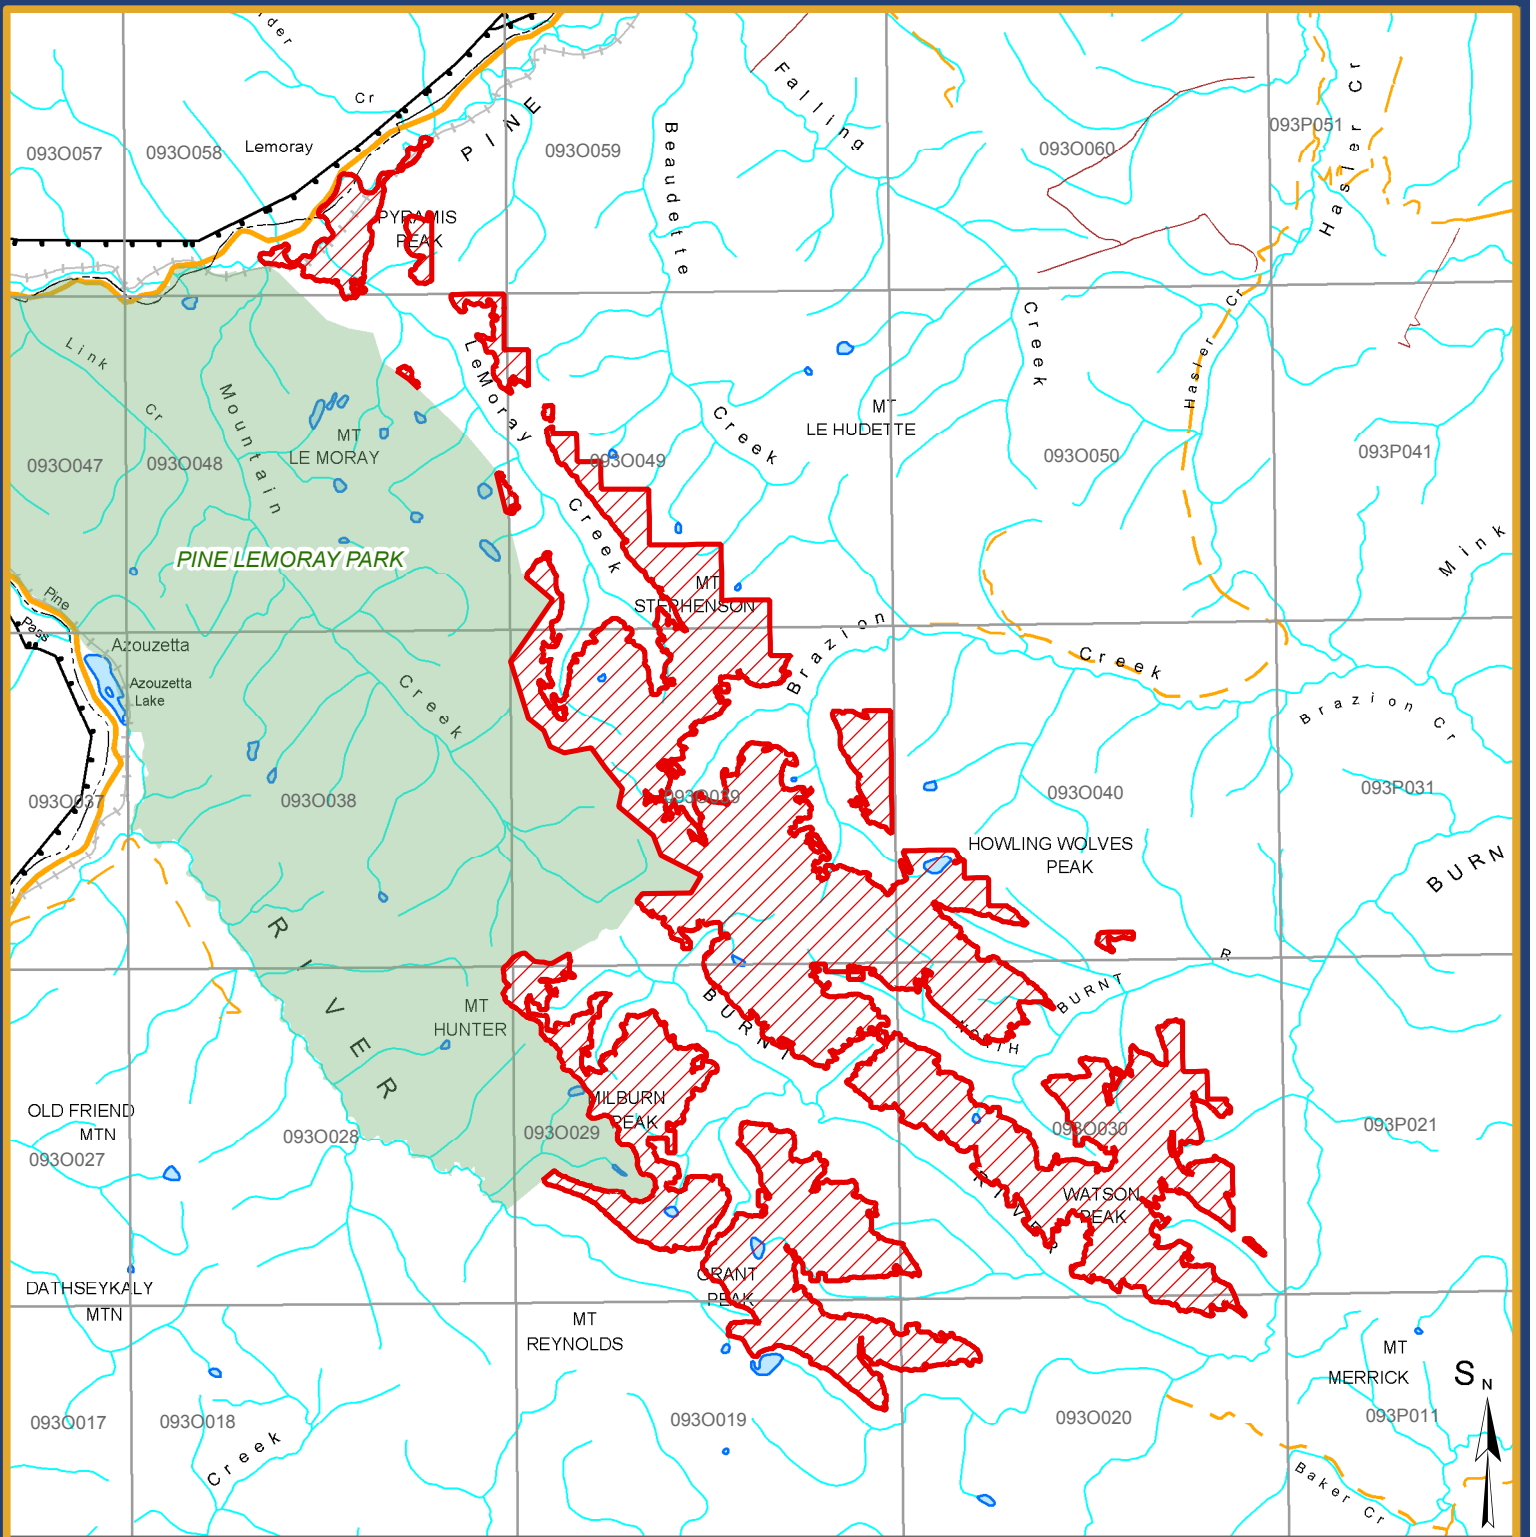 der
Cr
093O057
093O058
Lemoray
PINE
093O059
Beaudette
Falling
093O060
093P051
Hasler Cr
PYRAMIS
PEAK
Link
Cr
Mountain
MT
LE MORAY
093O047
093O048
LeMoray
Creek
093O049
Creek
MT
LE HUDETTE
Creek
093O050
Hasler Cr
093P041
Mink
PINE LEMORAY PARK
Pine
Pass
Azouzetta
Azouzetta
Lake
Creek
MT
STEPHENSON
Brazion
Creek
Brazion Cr
093O037
093O038
093O039
093O040
093P031
HOWLING WOLVES
PEAK
BURN
RIVER
MT
HUNTER
BURNT
NORTH
BURNT
R
MILBURN
PEAK
093O029
093O030
093P021
OLD FRIEND
MTN
093O027
093O028
RIVER
WATSON
PEAK
DATHSEYKALY
MTN
GRANT
PEAK
MT
REYNOLDS
MT
MERRICK
S
N
093O017
093O018
093O019
093O020
093P011
Creek
Baker Cr